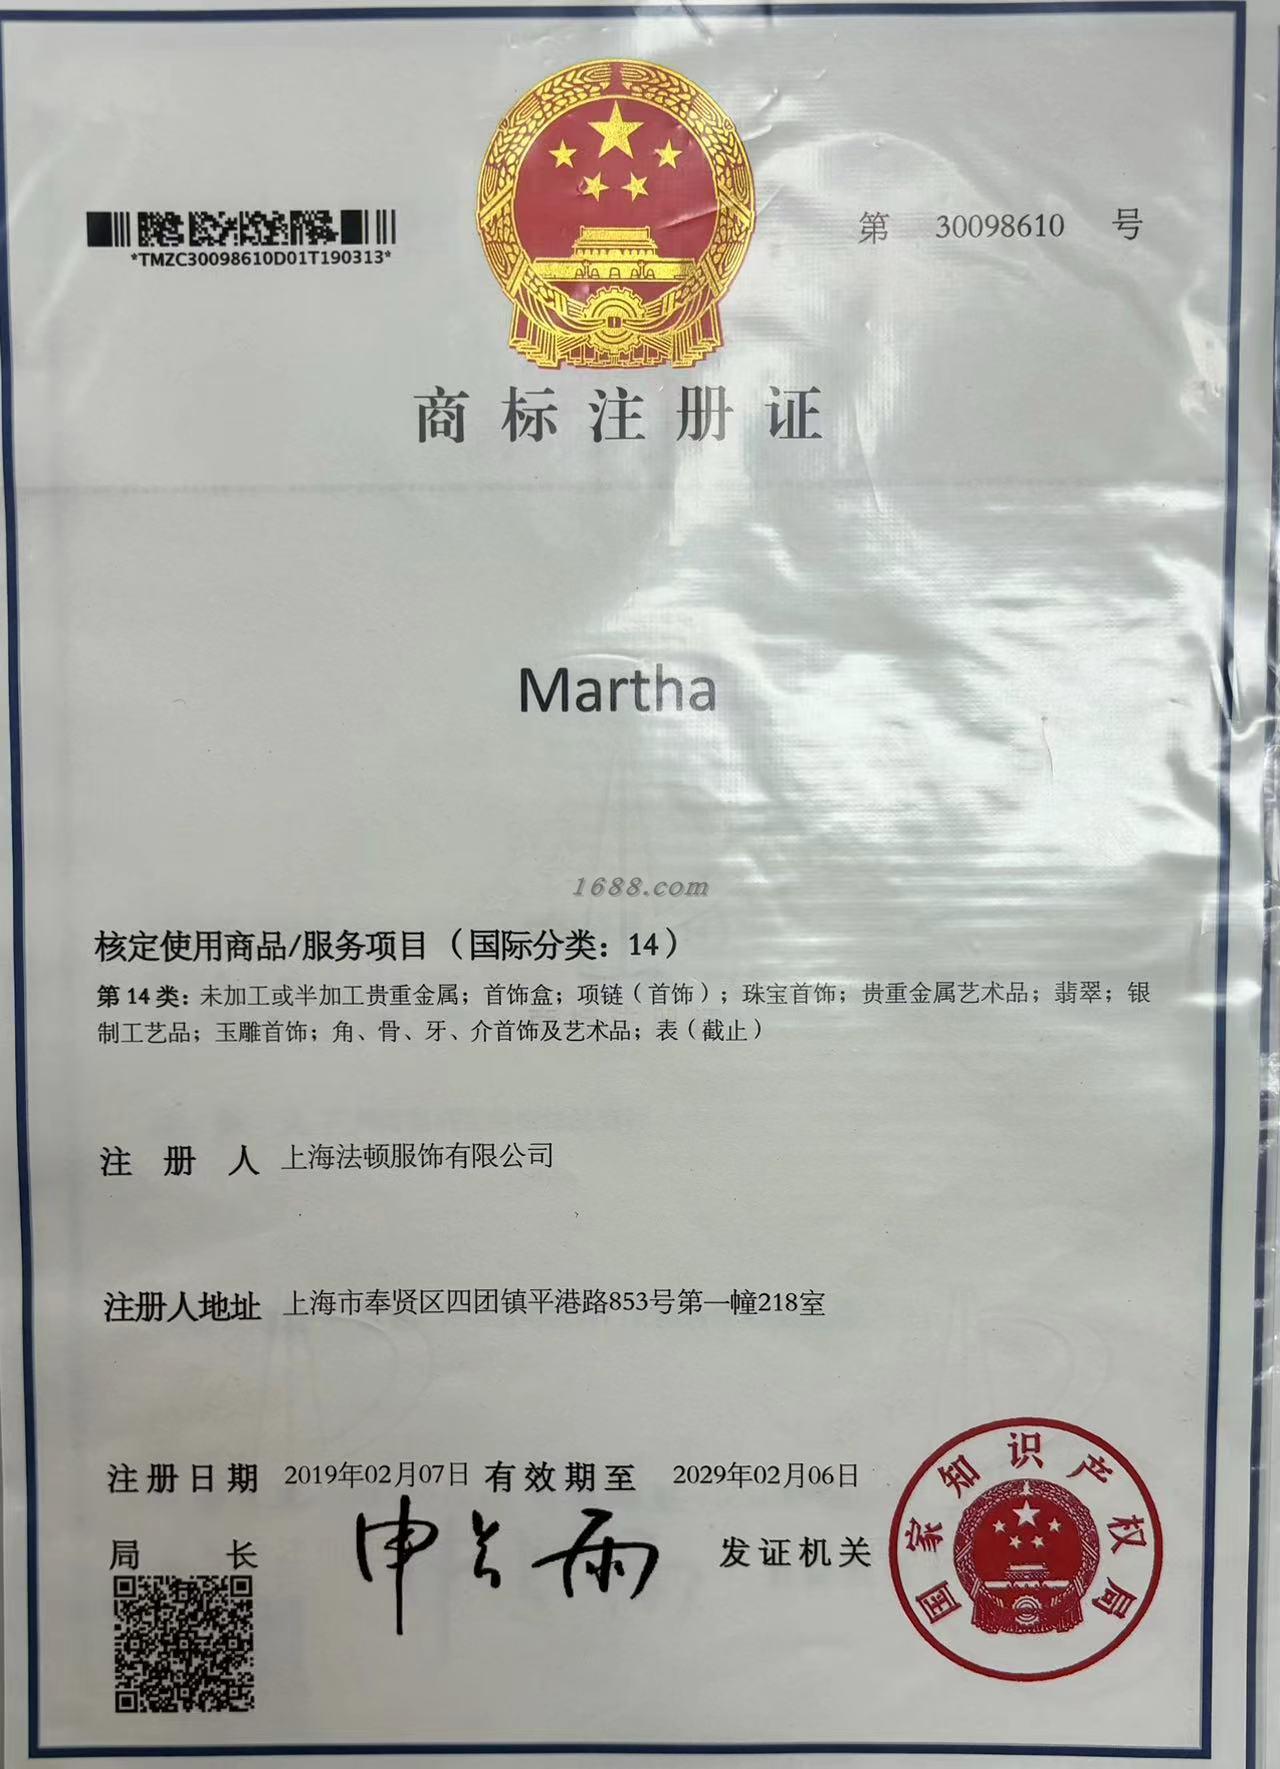 第 30098610 号
*TMZC30098610D01T190313*
商标注册证
Martha
1688.com
核定使用商品/服务项目（国际分类：14）
第 14 类：未加工或半加工贵重金属；首饰盒；项链（首饰）；珠宝首饰；贵重金属艺术品；翡翠；银
制工艺品；玉雕首饰；角、骨、牙、介首饰及艺术品；表（截止）
注 册 人 上海法顿服饰有限公司
注册人地址 上海市奉贤区四团镇平港路853号第一幢218室
注册日期 2019年02月07日 有效期至 2029年02月06日
局 长 申长雨 发证机关
国家知识产权局